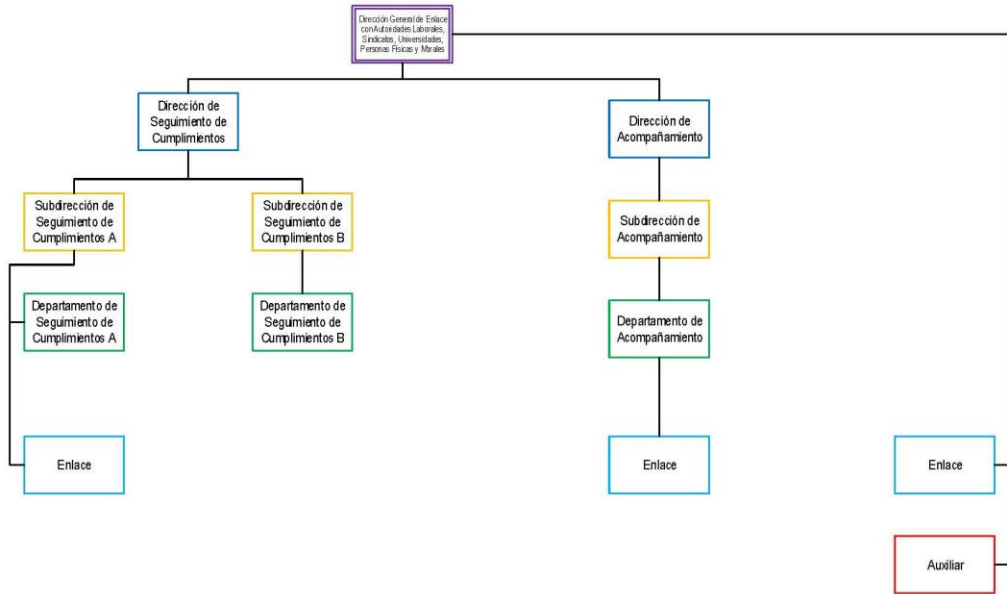 Dirección General de Enlace
con Autoridades Laborales,
Sindicatos, Universidades,
Personas Físicas y Morales
Dirección de
Seguimiento de
Cumplimientos
Dirección de
Acompañamiento
Subdirección de
Seguimiento de
Cumplimientos A
Subdirección de
Seguimiento de
Cumplimientos B
Subdirección de
Acompañamiento
Departamento de
Seguimiento de
Cumplimientos A
Departamento de
Seguimiento de
Cumplimientos B
Departamento de
Acompañamiento
Enlace
Enlace
Enlace
Auxiliar